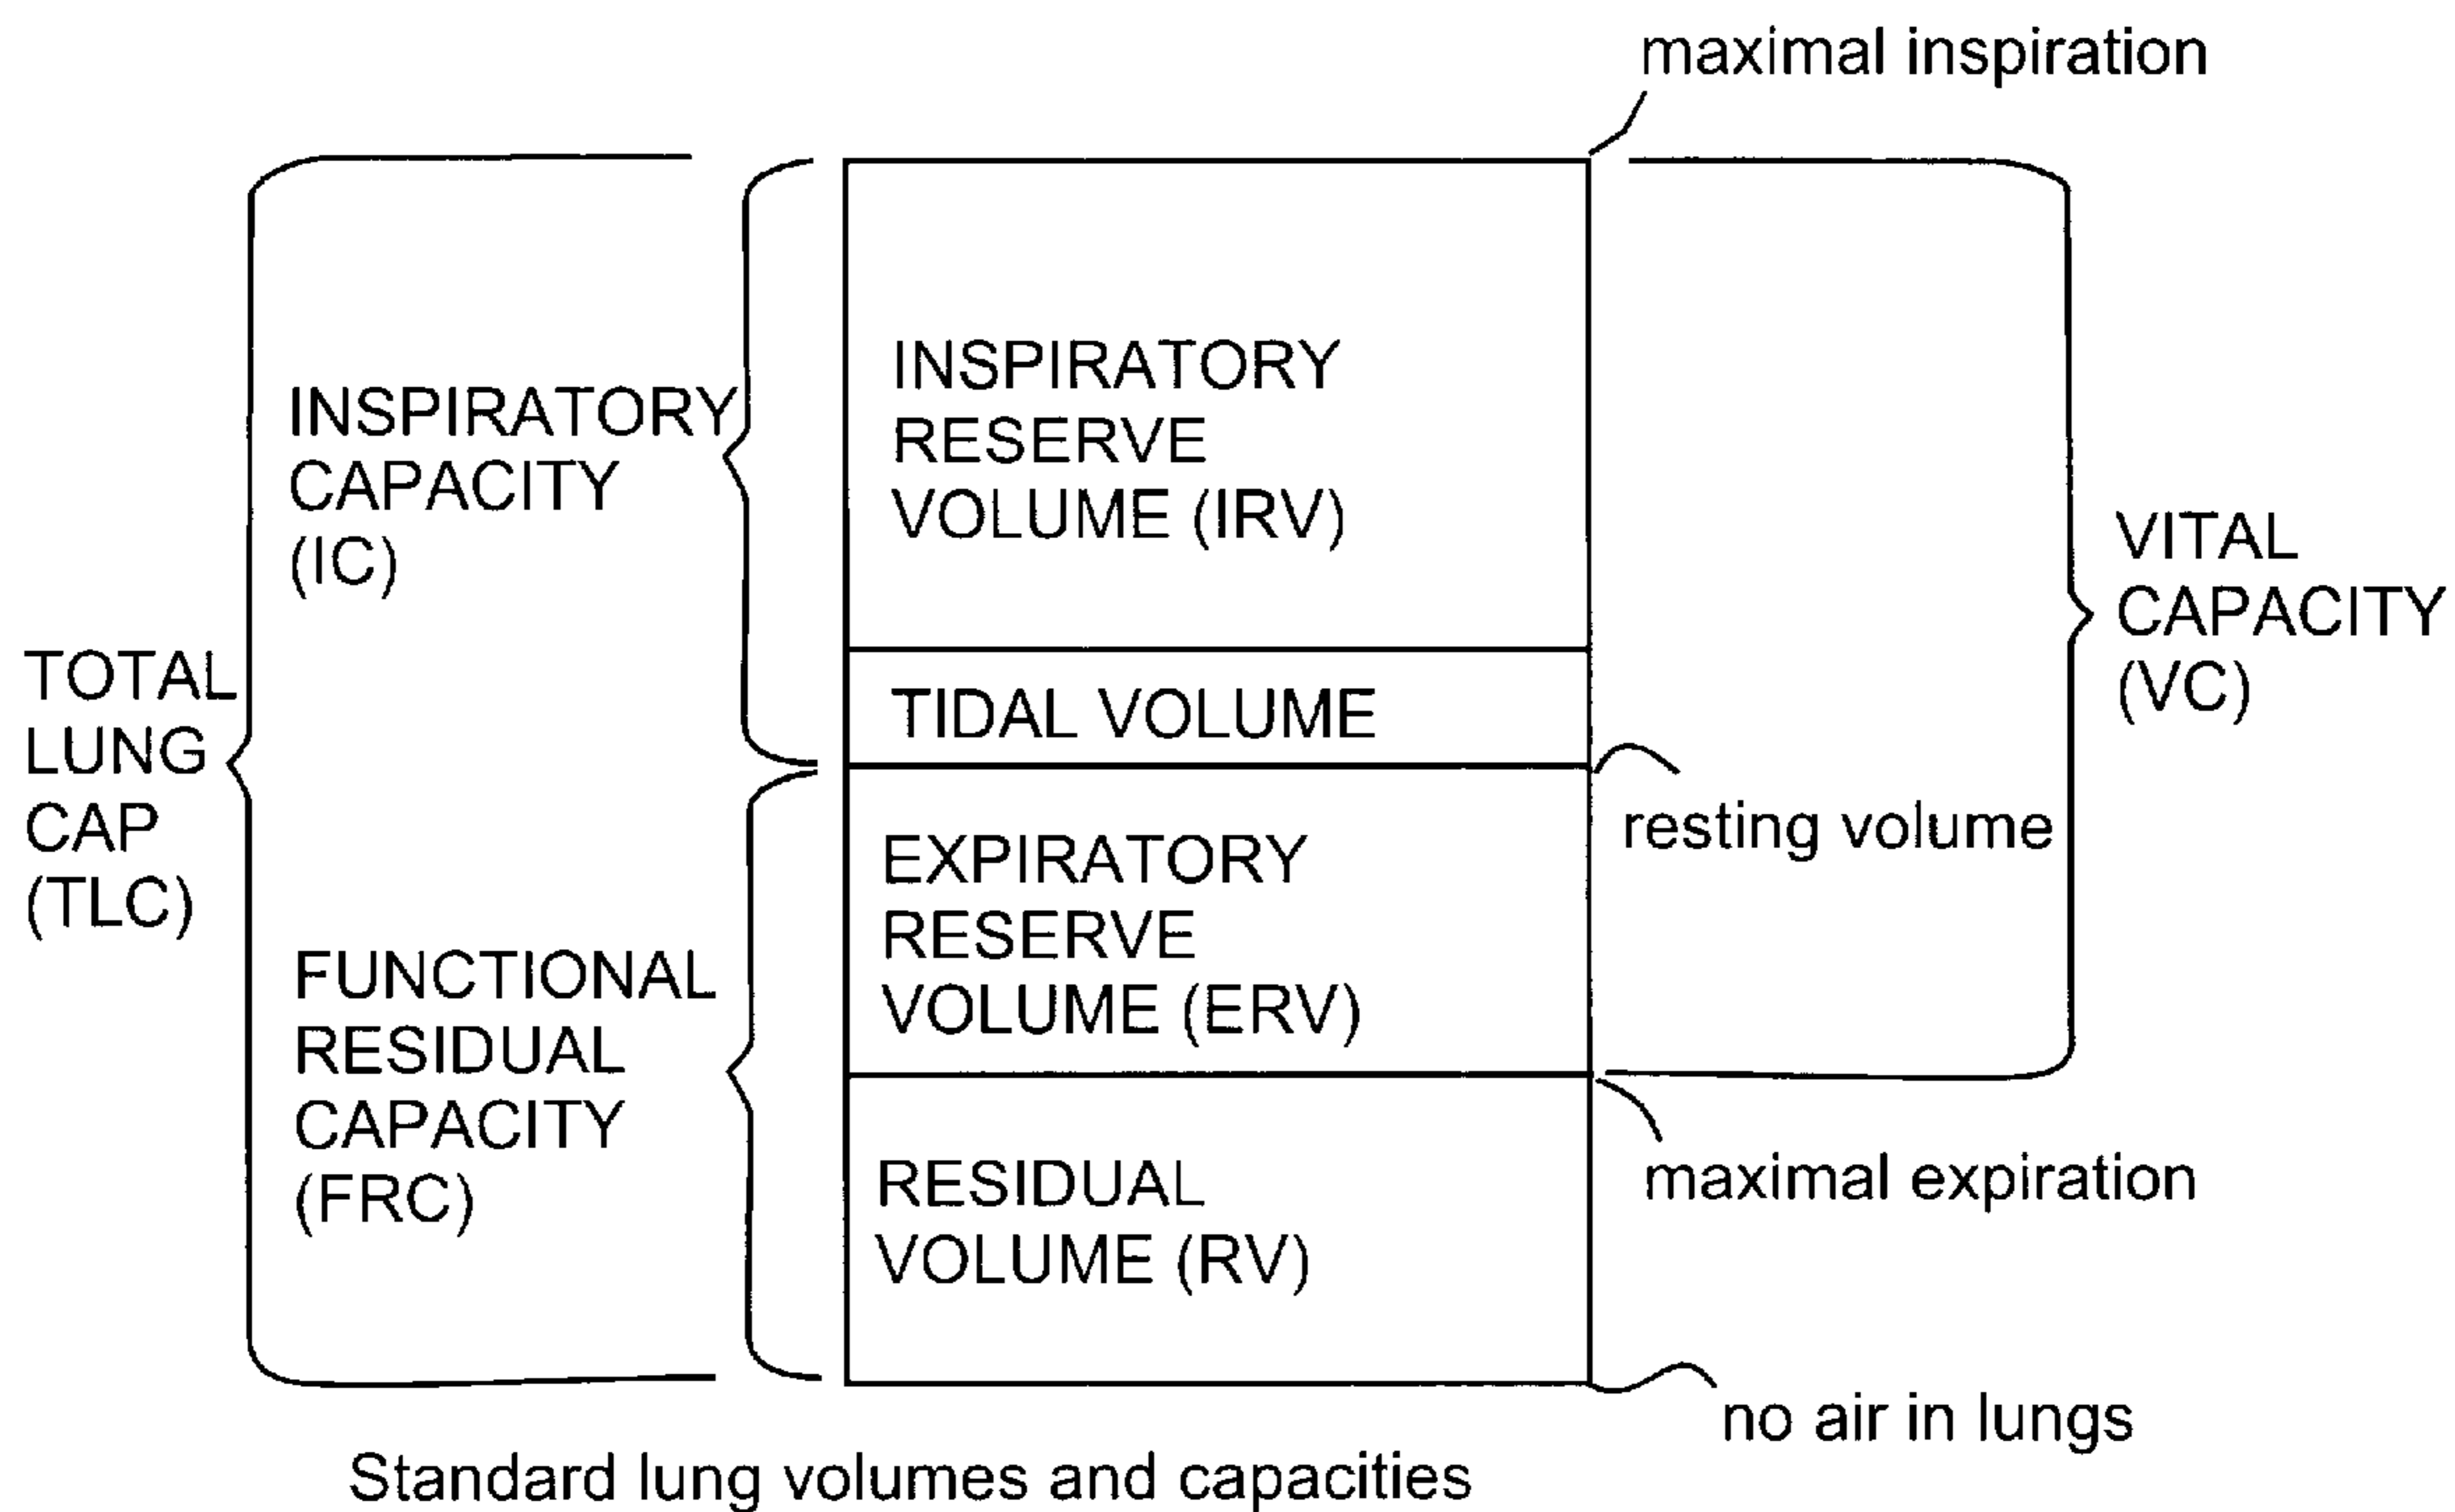 maximal inspiration
TOTAL
LUNG
CAP
(TLC)
INSPIRATORY
CAPACITY
(IC)
FUNCTIONAL
RESIDUAL
CAPACITY
(FRC)
INSPIRATORY
RESERVE
VOLUME (IRV)
TIDAL VOLUME
EXPIRATORY
RESERVE
VOLUME (ERV)
RESIDUAL
VOLUME (RV)
VITAL
CAPACITY
(VC)
resting volume
maximal expiration
no air in lungs
Standard lung volumes and capacities